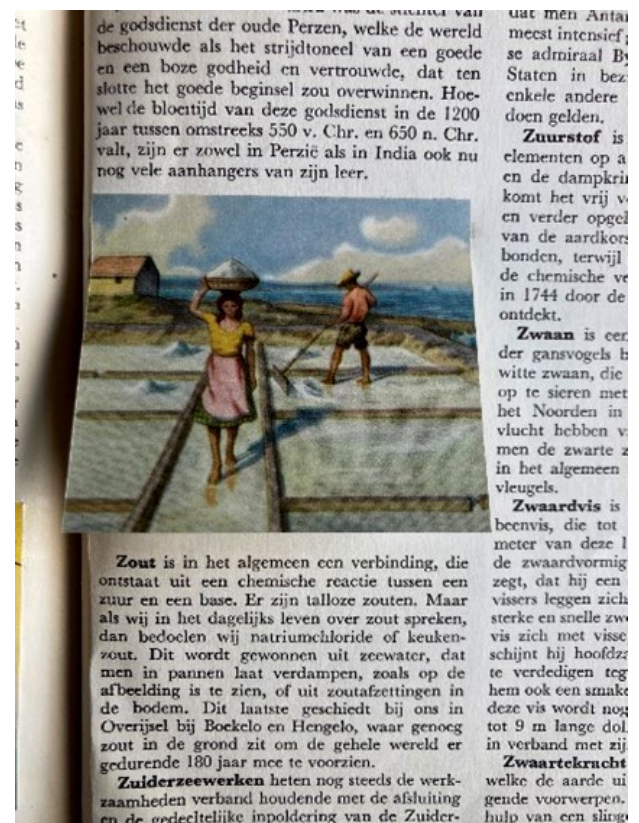 de godsdienst der oude Perzen, welke de wereld
beschouwde als het strijdtoneel van een goede
en een boze godheid en vertrouwde, dat ten
slotte het goede beginsel zou overwinnen. Hoe-
wel de bloeitijd van deze godsdienst in de 1200
jaar tussen omstreeks 550 v. Chr. en 650 n. Chr.
valt, zijn er zowel in Perzië als in India ook nu
nog vele aanhangers van zijn leer.
Zout is in het algemeen een verbinding, die
ontstaat uit een chemische reactie tussen een
zuur en een base. Er zijn talloze zouten. Maar
als wij in het dagelijks leven over zout spreken,
dan bedoelen wij natriumchloride of keuken-
zout. Dit wordt gewonnen uit zeewater, dat
men in pannen laat verdampen, zoals op de
afbeelding is te zien, of uit zoutafzettingen in
de bodem. Dit laatste geschiedt bij ons in
Overijsel bij Boekelo en Hengelo, waar genoeg
zout in de grond zit om de gehele wereld er
gedurende 180 jaar mee te voorzien.
Zuiderzeewerken heten nog steeds de werk-
zaamheden verband houdende met de afsluiting
en de gedeeltelijke inpoldering van de Zuider-
dat men Antar
meest intensief
se admiraal By
Staten in bez
enkele andere
doen gelden.
Zuurstof is
elementen op a
en de dampkrin
komt het vrij v
en verder opgel
van de aardkors
bonden, terwijl
de chemische ve
in 1744 door de
ontdekt.
Zwaan is een
der gansvogels b
witte zwaan, die
op te sieren met
het Noorden in
vlucht hebben v
men de zwarte z
in het algemeen
vleugels.
Zwaardvis is
beenvis, die tot
meter van deze l
de zwaardvormig
zegt, dat hij een
vissers leggen zich
sterke en snelle zw
vis zich met visse
schijnt hij hoofdza
te verdedigen teg
hem ook een smake
deze vis wordt nog
tot 9 m lange dol
in verband met zij
Zwaartekracht
welke de aarde ui
gende voorwerpen.
hulp van een slinge